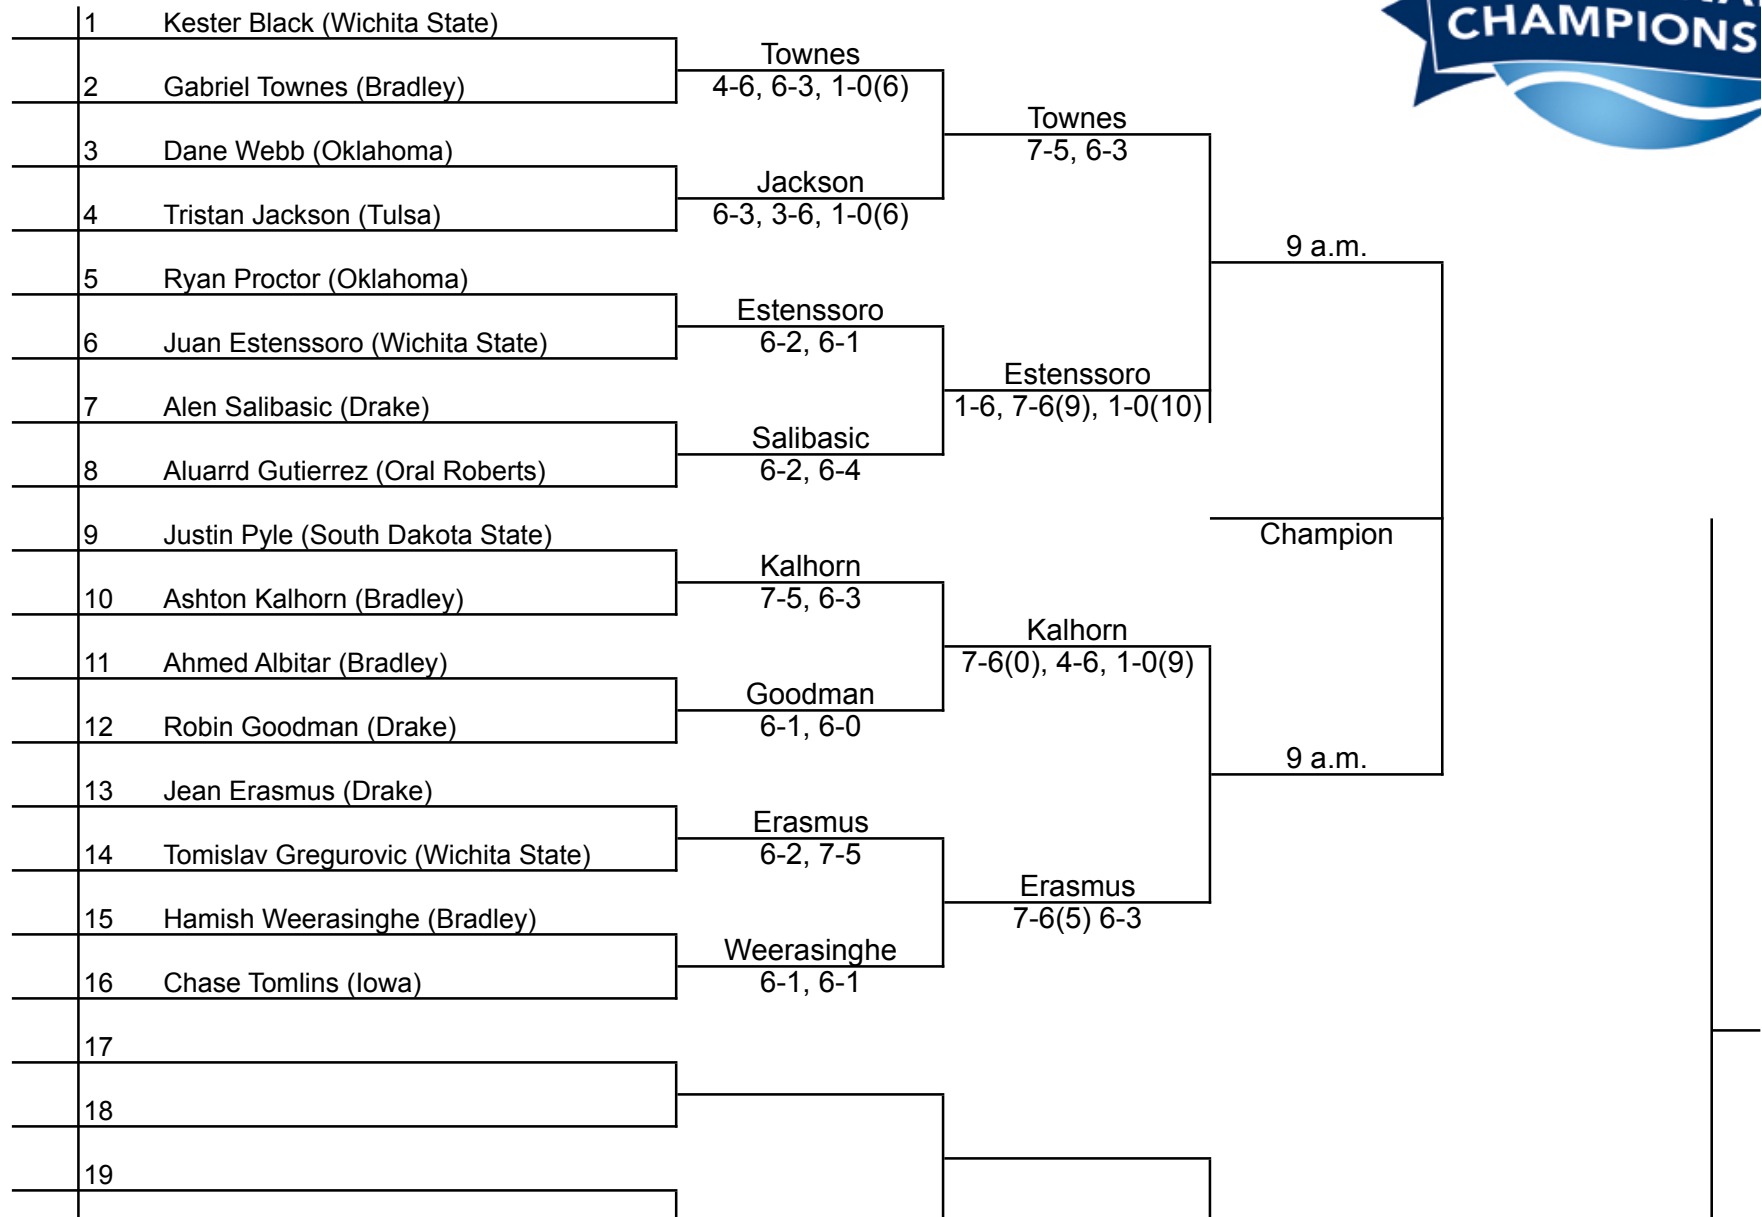 CHAMPIONS
1 Kester Black (Wichita State)
Townes
2 Gabriel Townes (Bradley)
4-6, 6-3, 1-0(6)
Townes
7-5, 6-3
3 Dane Webb (Oklahoma)
Jackson
4 Tristan Jackson (Tulsa)
6-3, 3-6, 1-0(6)
9 a.m.
5 Ryan Proctor (Oklahoma)
Estenssoro
6 Juan Estenssoro (Wichita State)
6-2, 6-1
Estenssoro
1-6, 7-6(9), 1-0(10)
7 Alen Salibasic (Drake)
Salibasic
8 Aluarrd Gutierrez (Oral Roberts)
6-2, 6-4
Champion
9 Justin Pyle (South Dakota State)
Kalhorn
10 Ashton Kalhorn (Bradley)
7-5, 6-3
Kalhorn
7-6(0), 4-6, 1-0(9)
11 Ahmed Albitar (Bradley)
Goodman
12 Robin Goodman (Drake)
6-1, 6-0
9 a.m.
13 Jean Erasmus (Drake)
Erasmus
14 Tomislav Gregurovic (Wichita State)
6-2, 7-5
Erasmus
7-6(5) 6-3
15 Hamish Weerasinghe (Bradley)
Weerasinghe
16 Chase Tomlins (Iowa)
6-1, 6-1
17
18
19